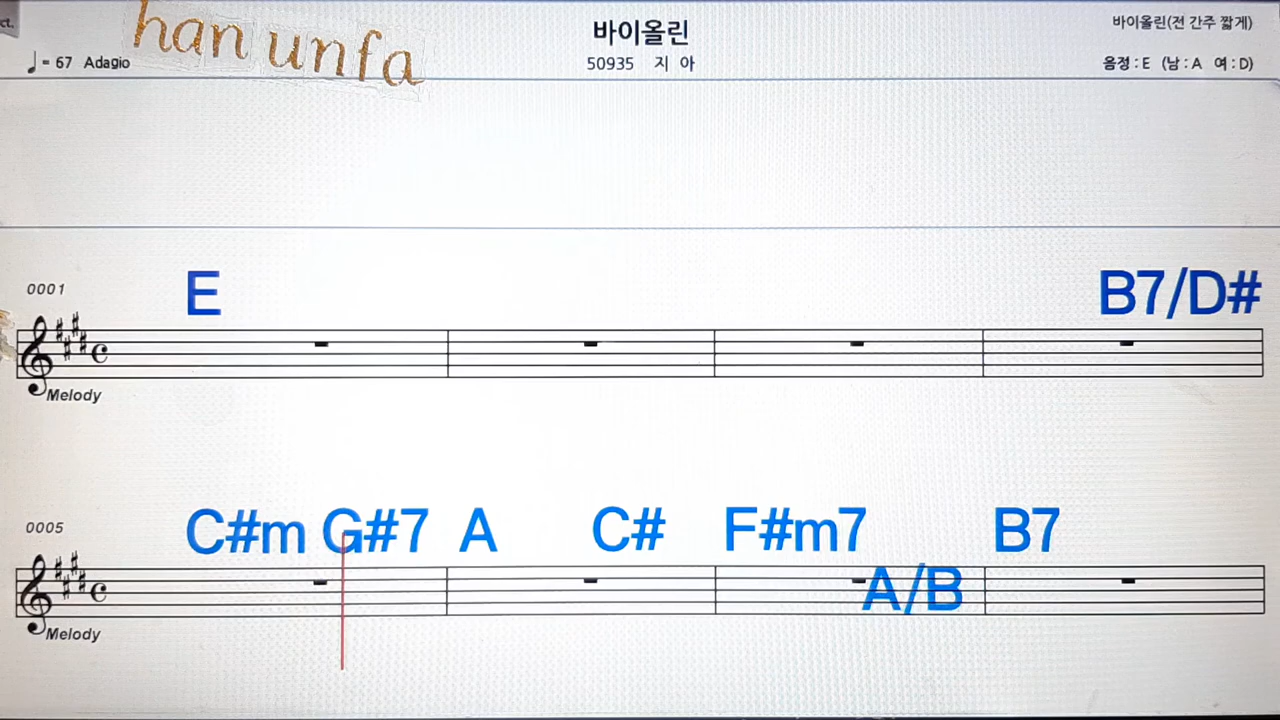 ct.
han unfa
바이올린
바이올린(전 간주 짧게)
♩= 67 Adagio
50935 지 아
음정 : E (남 : A 여 : D)
0001
E B7/D#
Melody
0005
C#m G#7 A C# F#m7 B7
A/B
Melody